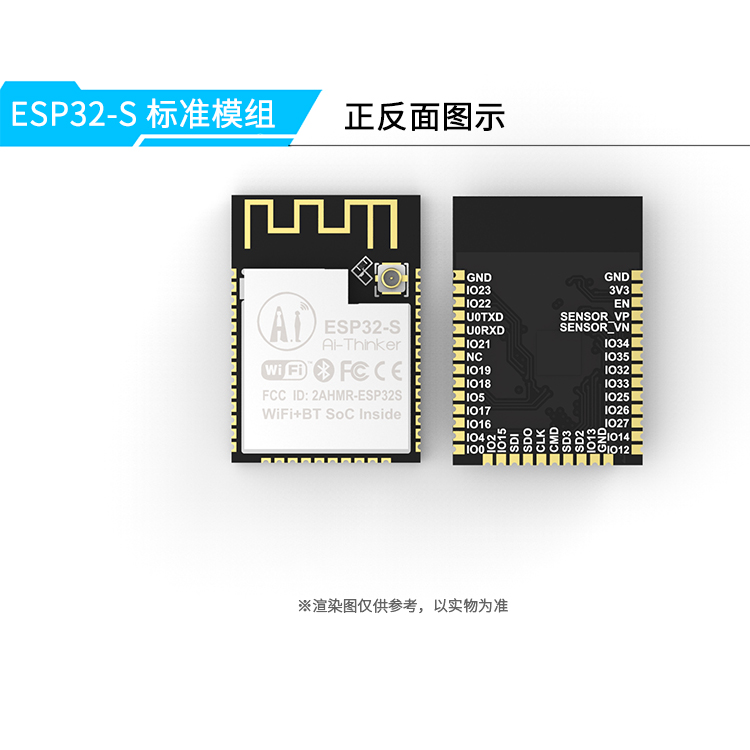 ESP32-S 标准模组
正反面图示
A.i
ESP32-S
Ai-Thinker
WiFi™ FC CE
FCC ID: 2AHMR-ESP32S
WiFi+BT SoC Inside
GND
IO23
IO22
U0TXD
U0RXD
IO21
NC
IO19
IO18
IO5
IO17
IO16
IO4
IO0
IO2
IO15
SDI
SDO
CLK
CMD
SD3
SD2
IO13
GND
GND
3V3
EN
SENSOR_VP
SENSOR_VN
IO34
IO35
IO32
IO33
IO25
IO26
IO27
IO14
IO12
※渲染图仅供参考，以实物为准